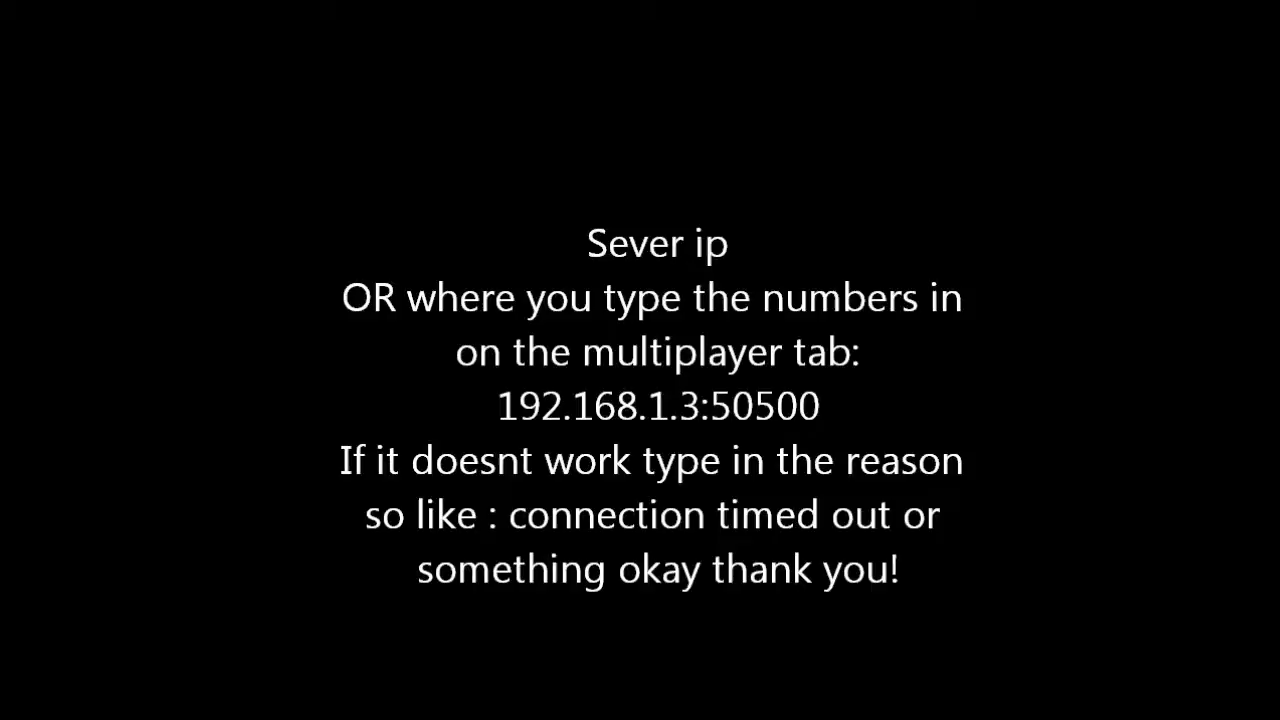 Sever ip
OR where you type the numbers in
on the multiplayer tab:
192.168.1.3:50500
If it doesnt work type in the reason
so like : connection timed out or
something okay thank you!